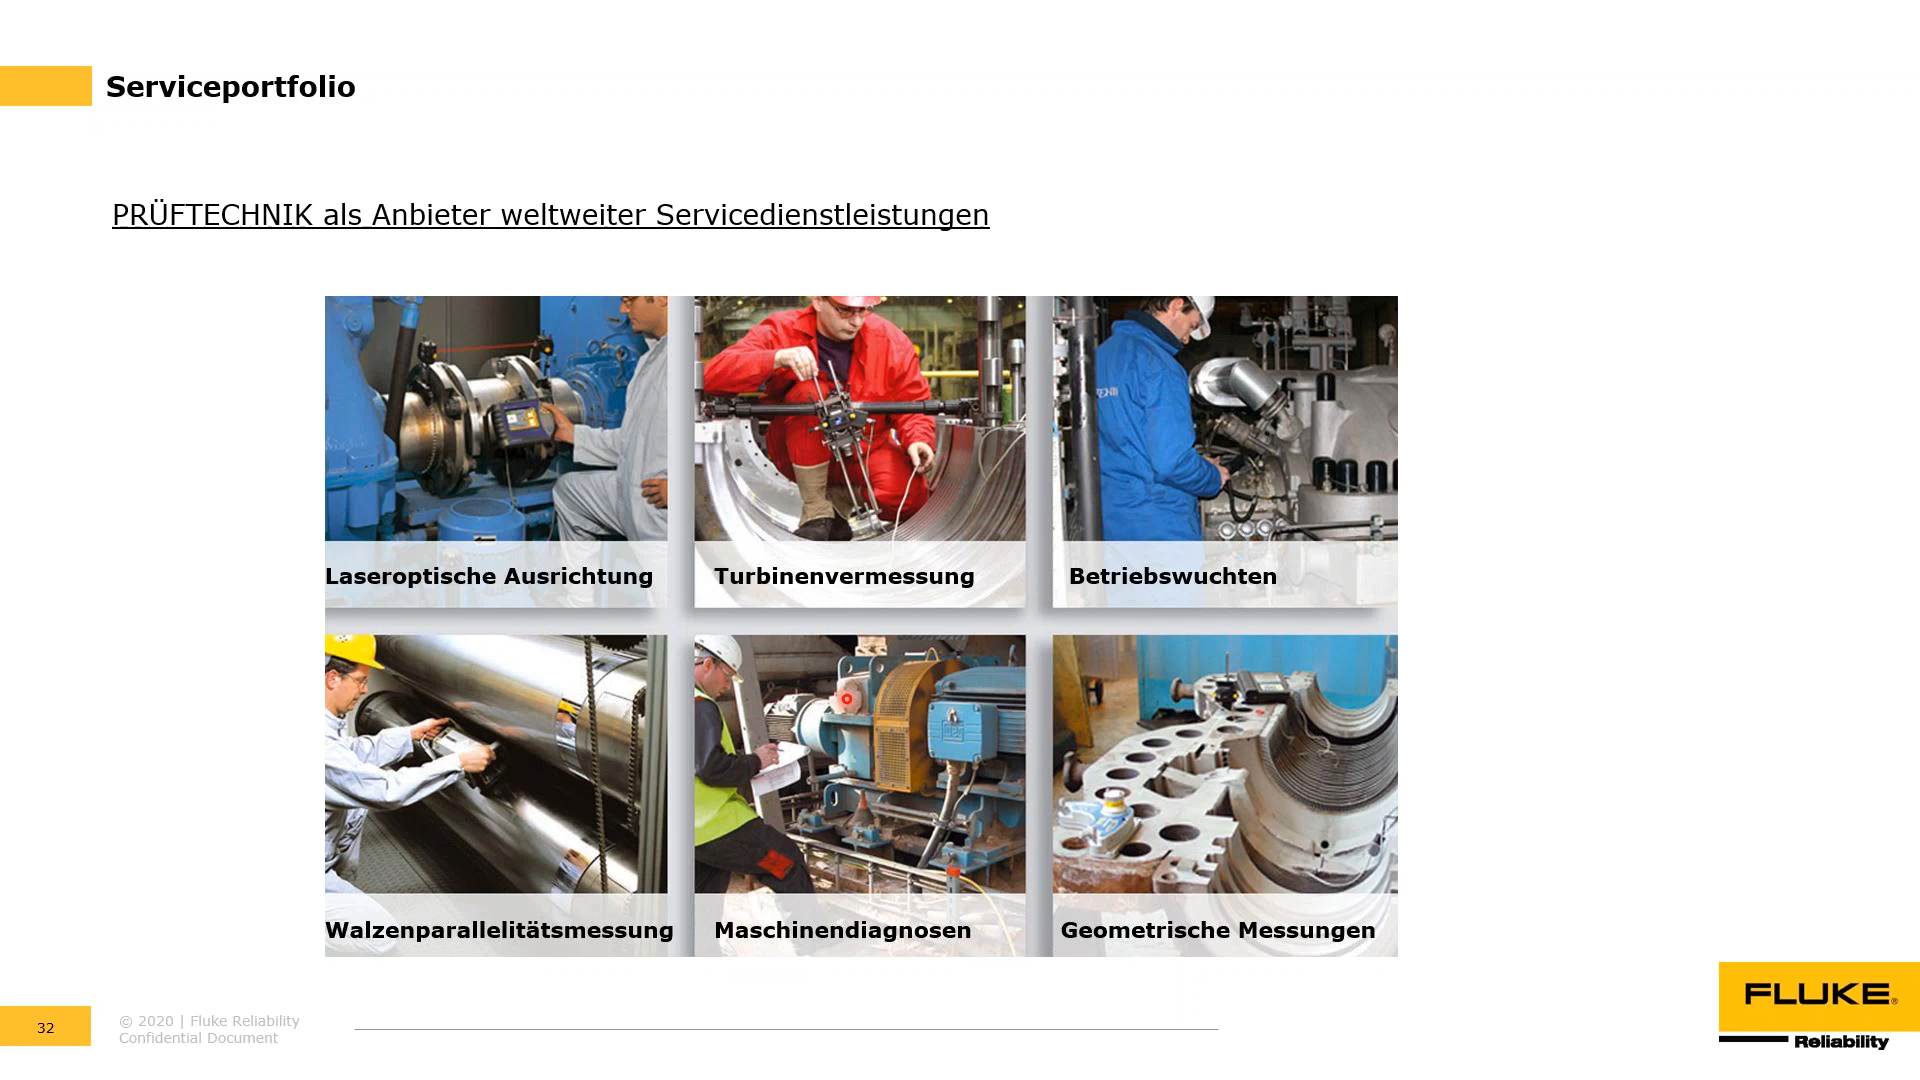 Serviceportfolio
PRÜFTECHNIK als Anbieter weltweiter Servicedienstleistungen
Laseroptische Ausrichtung
Turbinenvermessung
Betriebswuchten
Walzenparallelitätsmessung
Maschinendiagnosen
Geometrische Messungen
32
© 2020 | Fluke Reliability
Confidential Document
FLUKE®
Reliability